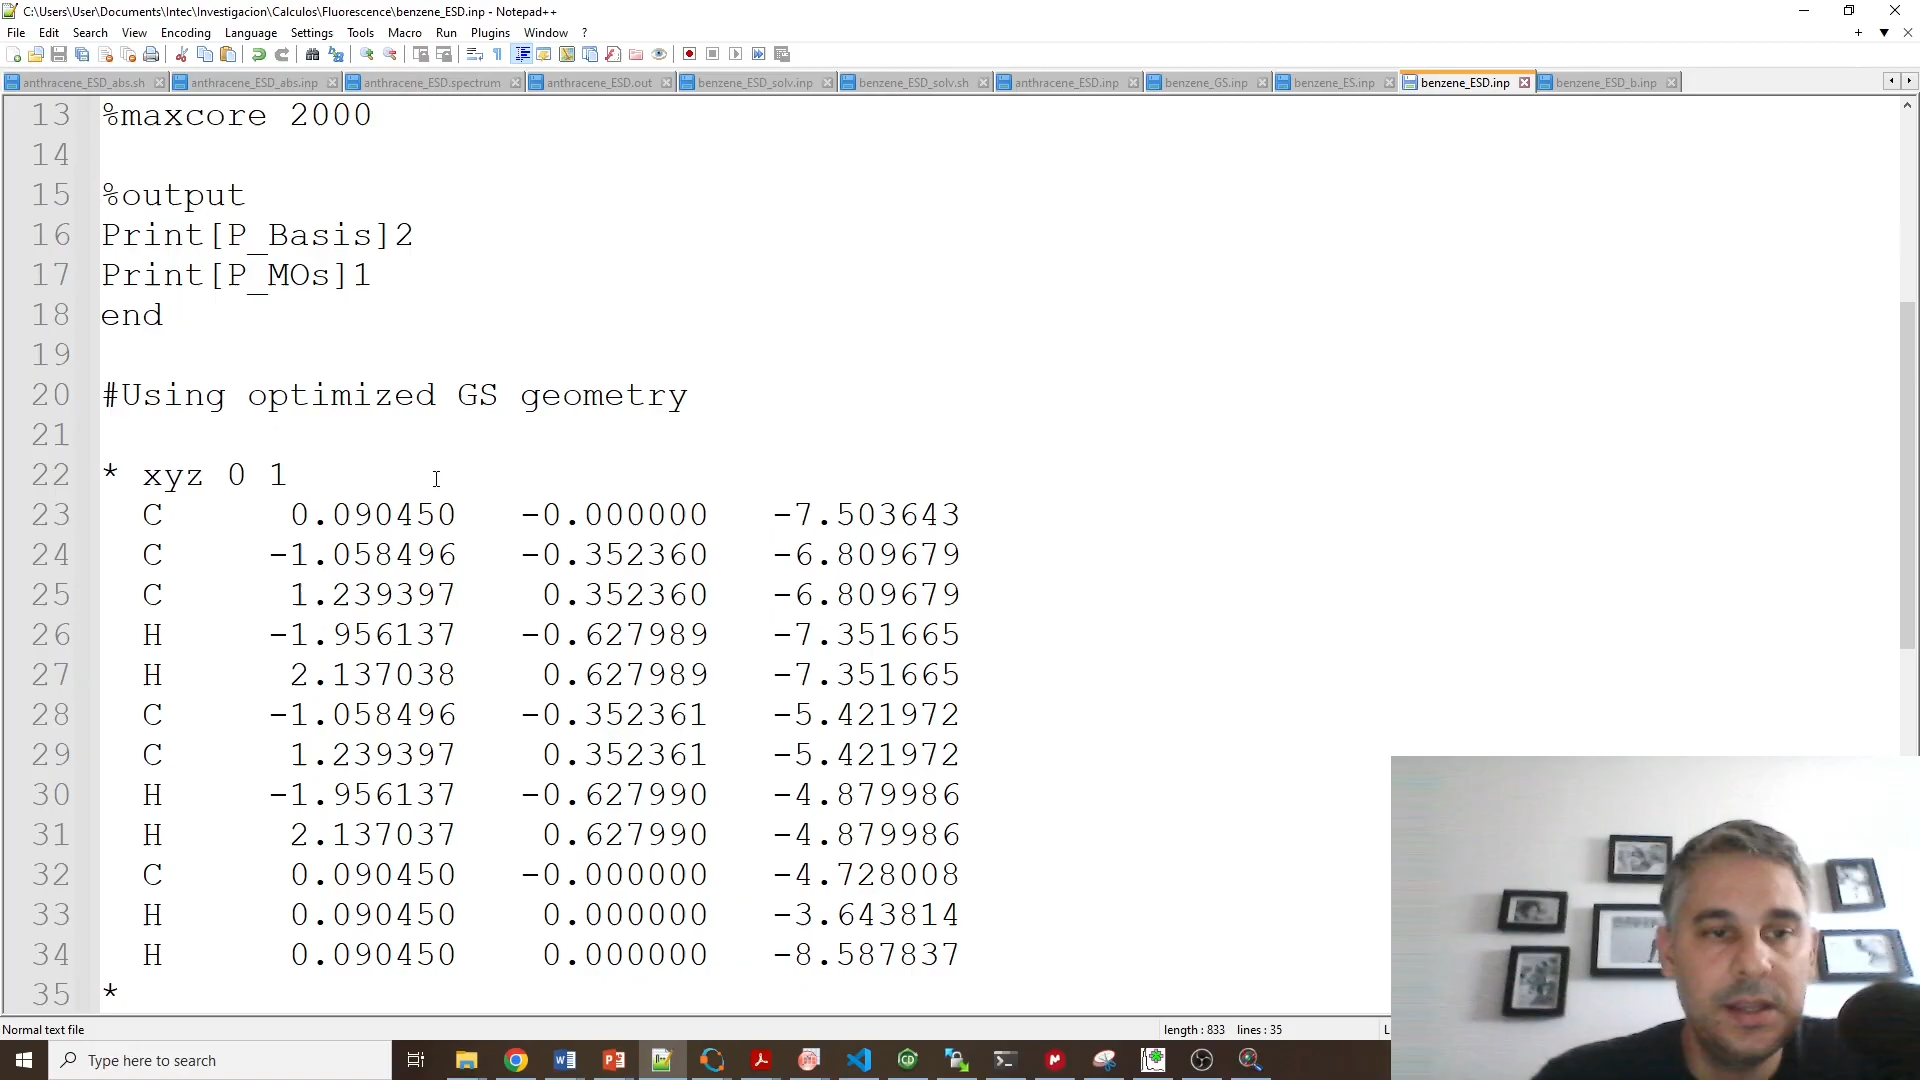 C:\Users\User\Documents\Intec\Investigacion\Calculos\Fluorescence\benzene_ESD.inp - Notepad++
File Edit Search View Encoding Language Settings Tools Macro Run Plugins Window ?
anthracene_ESD_abs.sh anthracene_ESD_abs.inp anthracene_ESD.spectrum anthracene_ESD.out benzene_ESD_solv.inp benzene_ESD_solv.sh anthracene_ESD.inp benzene_GS.inp benzene_ES.inp benzene_ESD.inp benzene_ESD_b.inp
13 %maxcore 2000
14
15 %output
16 Print[P_Basis]2
17 Print[P_MOs]1
18 end
19
20 #Using optimized GS geometry
21
22 * xyz 0 1
23 C 0.090450 -0.000000 -7.503643
24 C -1.058496 -0.352360 -6.809679
25 C 1.239397 0.352360 -6.809679
26 H -1.956137 -0.627989 -7.351665
27 H 2.137038 0.627989 -7.351665
28 C -1.058496 -0.352361 -5.421972
29 C 1.239397 0.352361 -5.421972
30 H -1.956137 -0.627990 -4.879986
31 H 2.137037 0.627990 -4.879986
32 C 0.090450 -0.000000 -4.728008
33 H 0.090450 0.000000 -3.643814
34 H 0.090450 0.000000 -8.587837
35 *
Normal text file length : 833 lines : 35 L
Type here to search